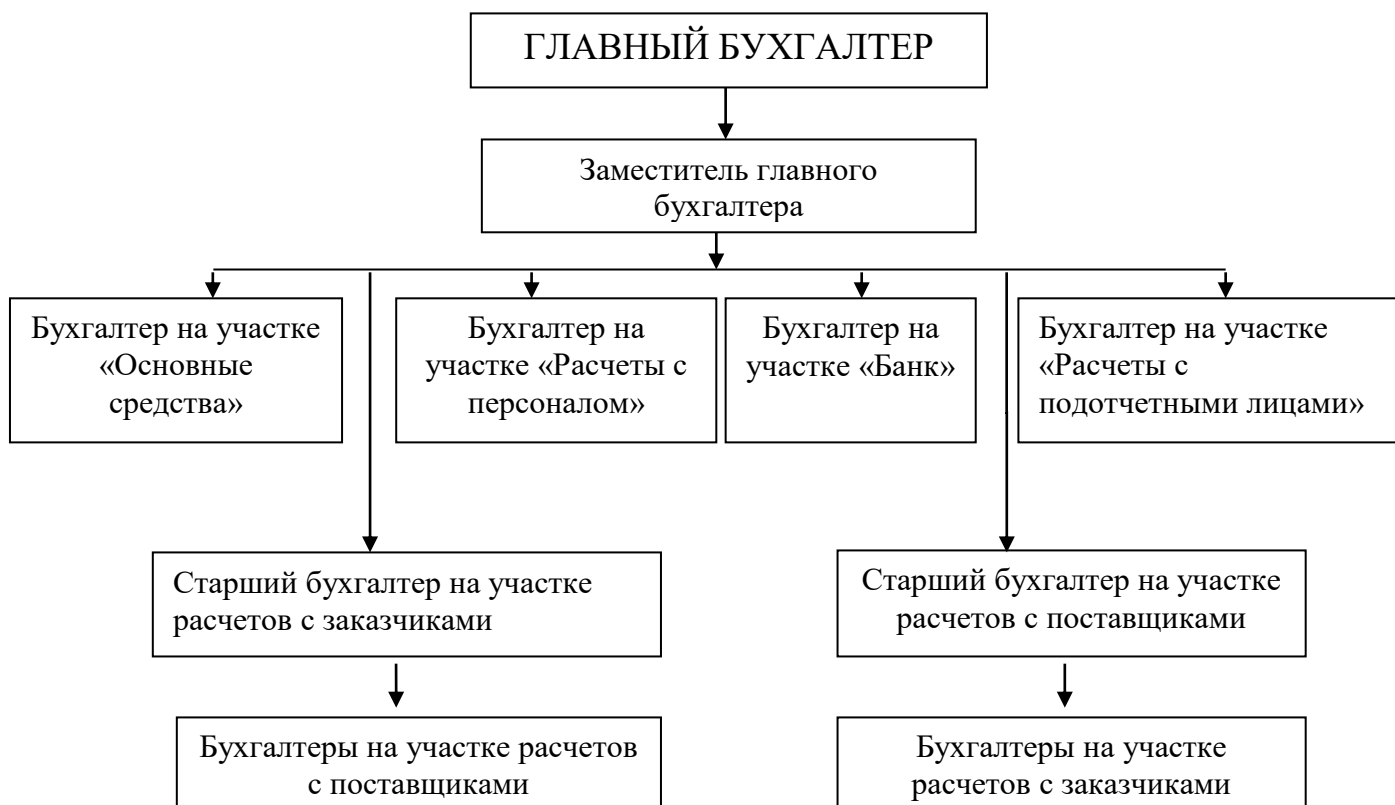 ГЛАВНЫЙ БУХГАЛТЕР
Заместитель главного
бухгалтера
Бухгалтер на участке
«Основные
средства»
Бухгалтер на
участке «Расчеты с
персоналом»
Бухгалтер на
участке «Банк»
Бухгалтер на участке
«Расчеты с
подотчетными лицами»
Старший бухгалтер на участке
расчетов с заказчиками
Старший бухгалтер на участке
расчетов с поставщиками
Бухгалтеры на участке расчетов
с поставщиками
Бухгалтеры на участке
расчетов с заказчиками